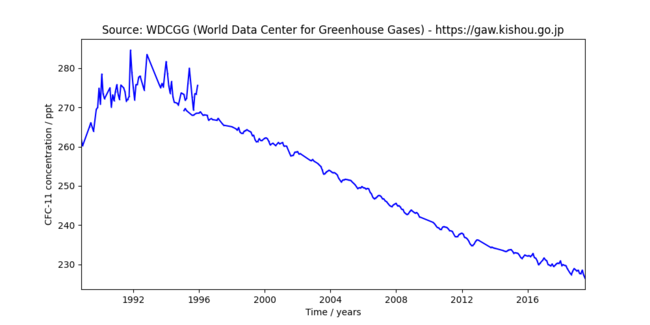 Source: WDCGG (World Data Center for Greenhouse Gases) - https://gaw.kishou.go.jp
CFC-11 concentration / ppt
280
270
260
250
240
230
1992 1996 2000 2004 2008 2012 2016
Time / years